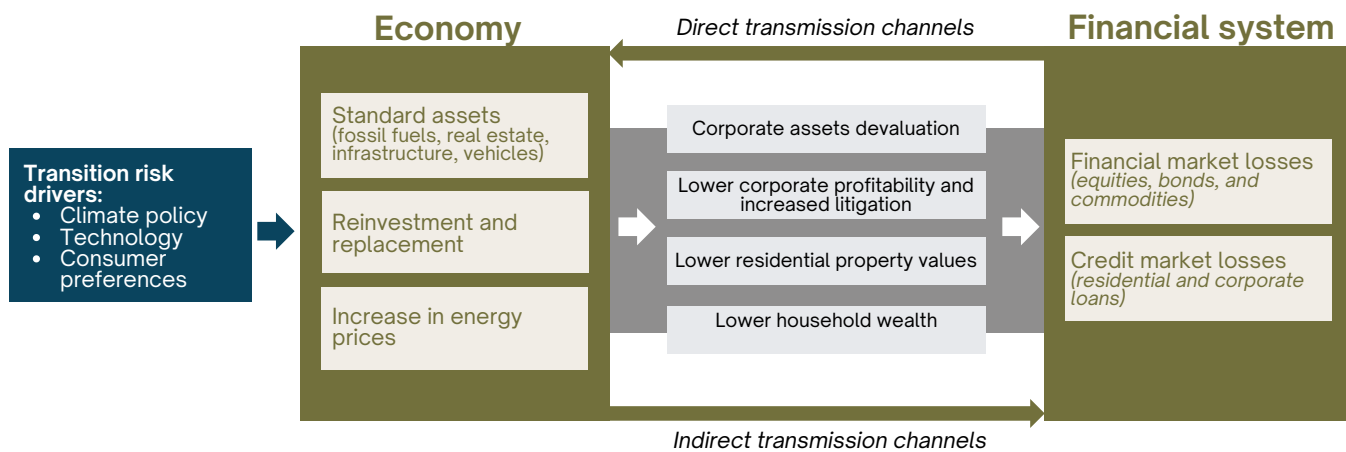 Economy
Direct transmission channels
Financial system
Transition risk
drivers:
• Climate policy
• Technology
• Consumer
preferences
Standard assets
(fossil fuels, real estate,
infrastructure, vehicles)
Reinvestment and
replacement
Increase in energy
prices
Corporate assets devaluation
Lower corporate profitability and
increased litigation
Lower residential property values
Lower household wealth
Financial market losses
(equities, bonds, and
commodities)
Credit market losses
(residential and corporate
loans)
Indirect transmission channels